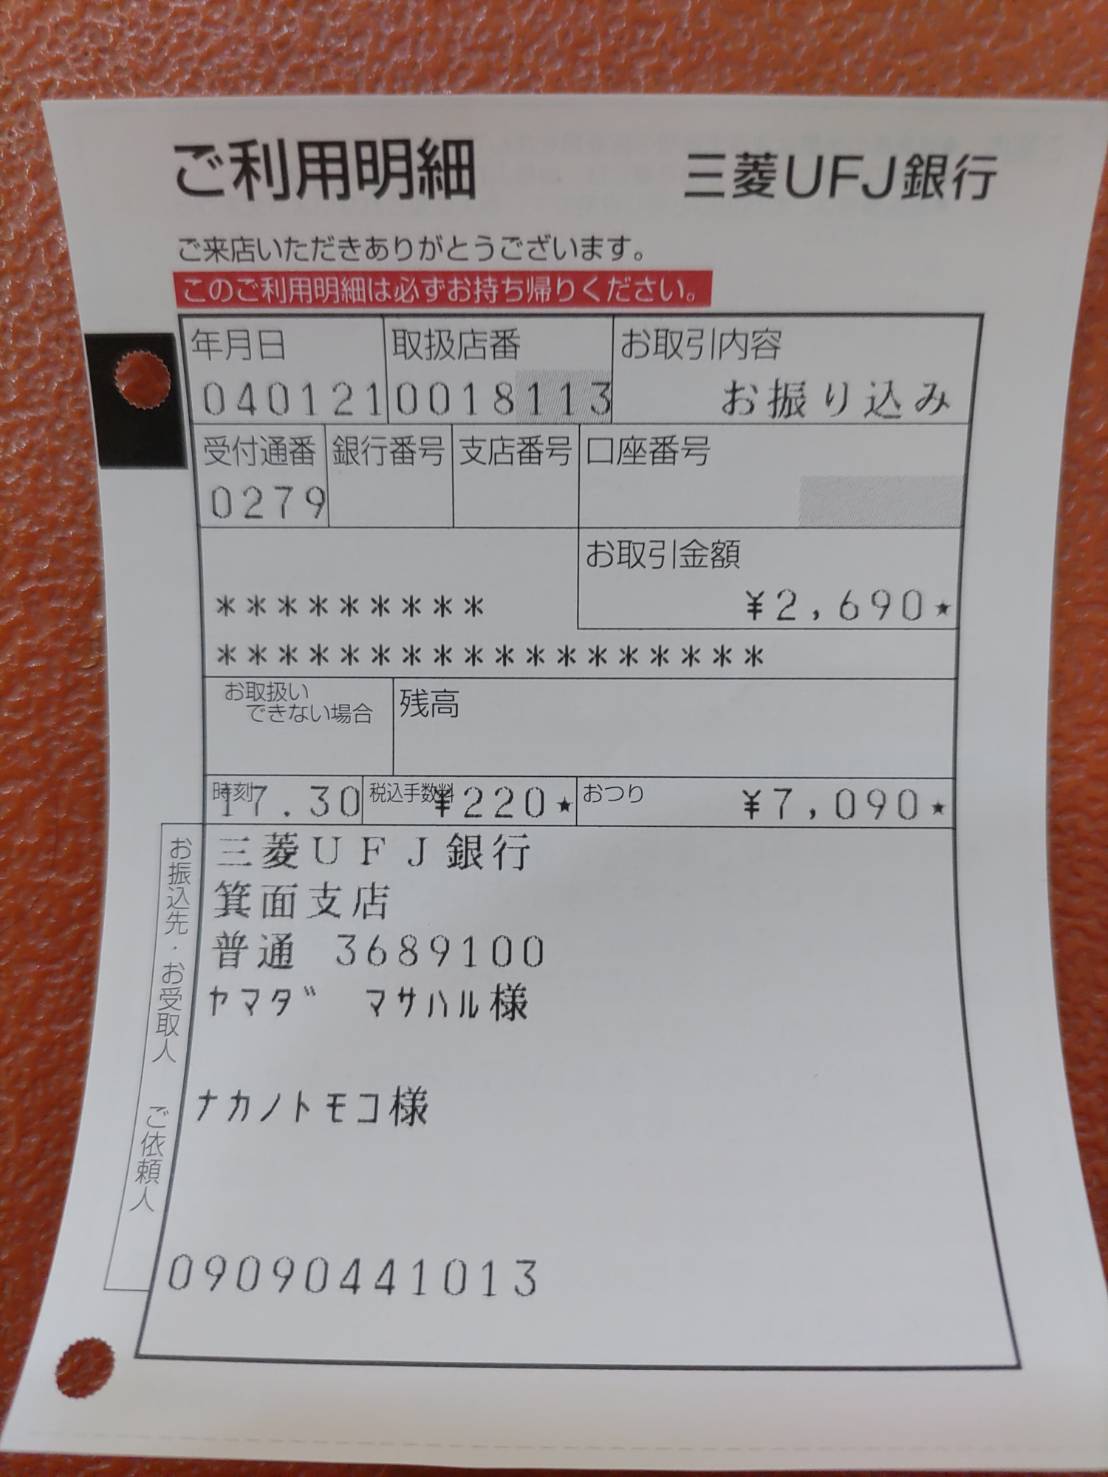 ご利用明細 三菱UFJ銀行
ご来店いただきありがとうございます。
このご利用明細は必ずお持ち帰りください。
年月日 取扱店番 お取引内容
040121 0018113 お振り込み
受付通番 銀行番号 支店番号 口座番号
0279
お取引金額
********* ¥2,690★
******************
お取扱い
できない場合 残高
時刻 税込手数料 おつり
17.30 ¥220★ ¥7,090★
お振込先・お受取人
三菱UFJ銀行
箕面支店
普通 3689100
ヤマダ マサハル様
ご依頼人
ナカノトモコ様
09090441013